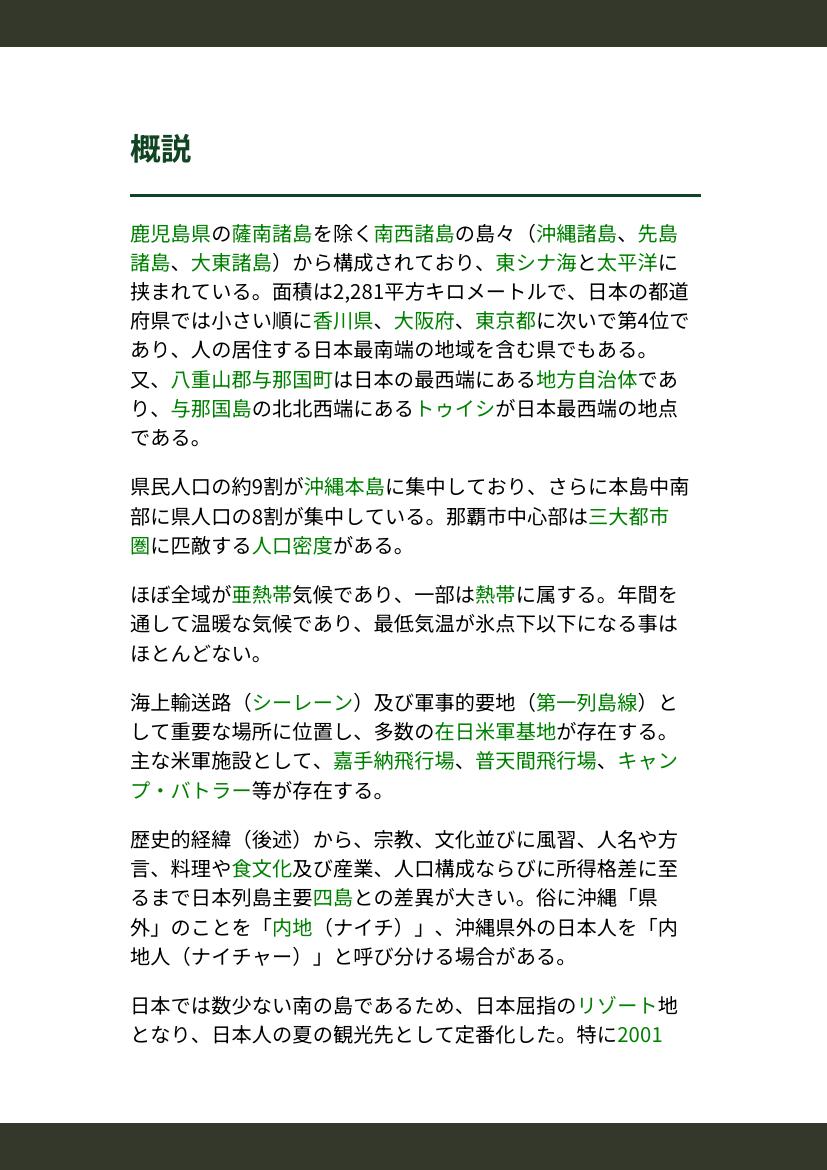 概説
鹿児島県の薩南諸島を除く南西諸島の島々（沖縄諸島、先島
諸島、大東諸島）から構成されており、東シナ海と太平洋に
挟まれている。面積は2,281平方キロメートルで、日本の都道
府県では小さい順に香川県、大阪府、東京都に次いで第4位で
あり、人の居住する日本最南端の地域を含む県でもある。
又、八重山郡与那国町は日本の最西端にある地方自治体であ
り、与那国島の北北西端にあるトゥイシが日本最西端の地点
である。
県民人口の約9割が沖縄本島に集中しており、さらに本島中南
部に県人口の8割が集中している。那覇市中心部は三大都市
圏に匹敵する人口密度がある。
ほぼ全域が亜熱帯気候であり、一部は熱帯に属する。年間を
通して温暖な気候であり、最低気温が氷点下以下になる事は
ほとんどない。
海上輸送路（シーレーン）及び軍事的要地（第一列島線）と
して重要な場所に位置し、多数の在日米軍基地が存在する。
主な米軍施設として、嘉手納飛行場、普天間飛行場、キャン
プ・バトラー等が存在する。
歴史的経緯（後述）から、宗教、文化並びに風習、人名や方
言、料理や食文化及び産業、人口構成ならびに所得格差に至
るまで日本列島主要四島との差異が大きい。俗に沖縄「県
外」のことを「内地（ナイチ）」、沖縄県外の日本人を「内
地人（ナイチャー）」と呼び分ける場合がある。
日本では数少ない南の島であるため、日本屈指のリゾート地
となり、日本人の夏の観光先として定番化した。特に2001